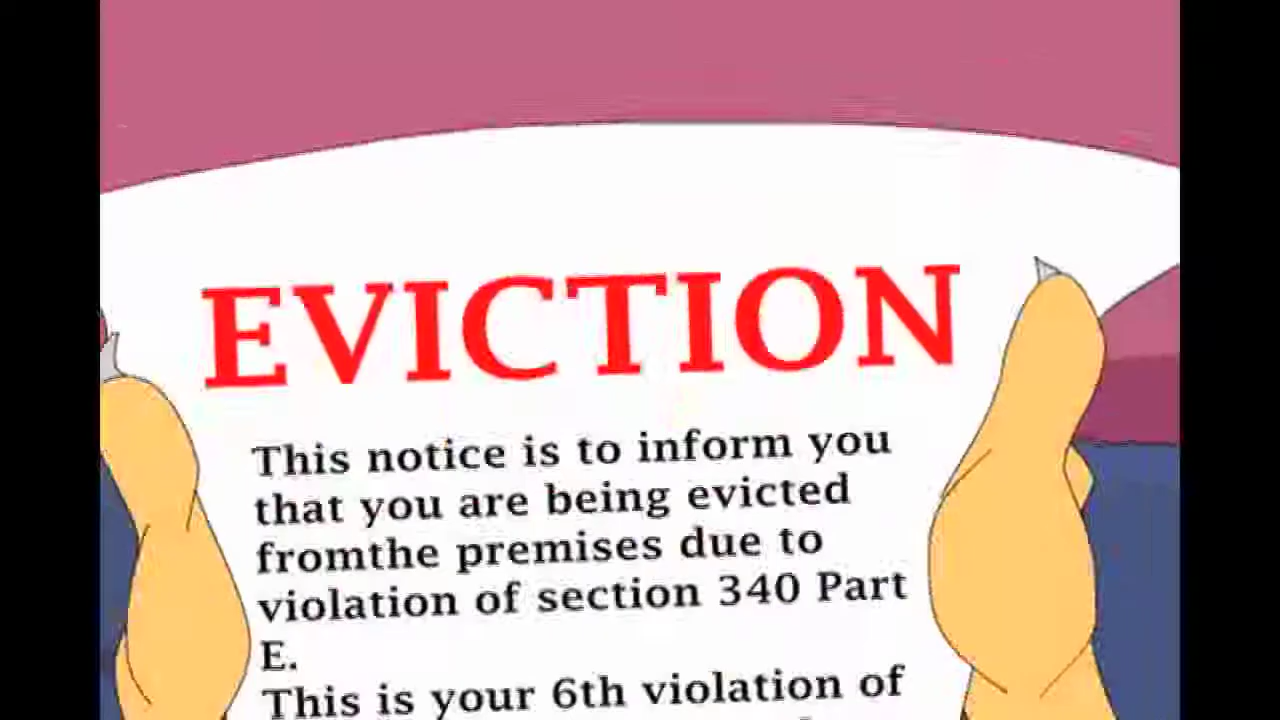 EVICTION
This notice is to inform you
that you are being evicted
fromthe premises due to
violation of section 340 Part
E.
This is your 6th violation of